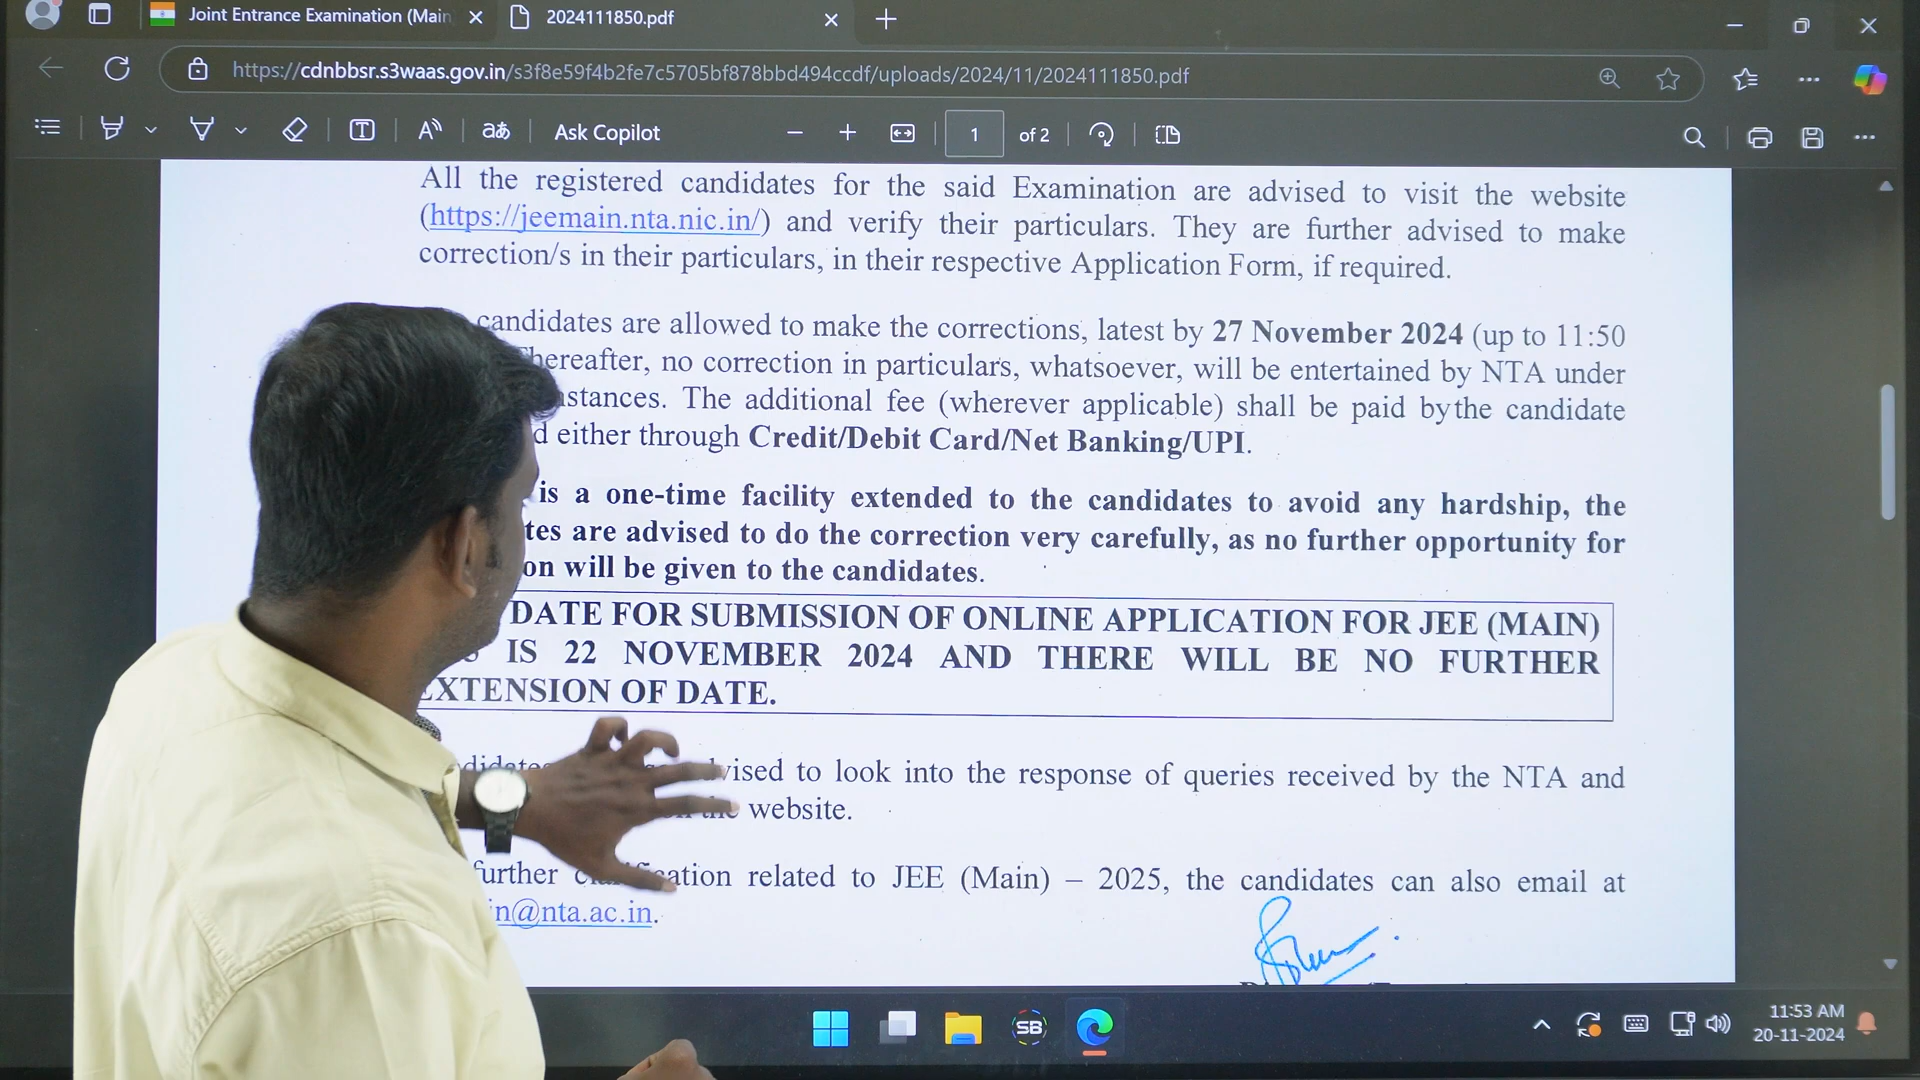 Joint Entrance Examination (Main
2024111850.pdf
https://cdnbbsr.s3waas.gov.in/s3f8e59f4b2fe7c5705bf878bbd494ccdf/uploads/2024/11/2024111850.pdf
Ask Copilot
1 of 2
All the registered candidates for the said Examination are advised to visit the website
(https://jeemain.nta.nic.in/) and verify their particulars. They are further advised to make
correction/s in their particulars, in their respective Application Form, if required.
candidates are allowed to make the corrections, latest by 27 November 2024 (up to 11:50
Thereafter, no correction in particulars, whatsoever, will be entertained by NTA under
stances. The additional fee (wherever applicable) shall be paid bythe candidate
d either through Credit/Debit Card/Net Banking/UPI.
is a one-time facility extended to the candidates to avoid any hardship, the
tes are advised to do the correction very carefully, as no further opportunity for
on will be given to the candidates.
DATE FOR SUBMISSION OF ONLINE APPLICATION FOR JEE (MAIN)
IS 22 NOVEMBER 2024 AND THERE WILL BE NO FURTHER
EXTENSION OF DATE.
vised to look into the response of queries received by the NTA and
the website.
further clarification related to JEE (Main) – 2025, the candidates can also email at
in@nta.ac.in.
SB
11:53 AM
20-11-2024